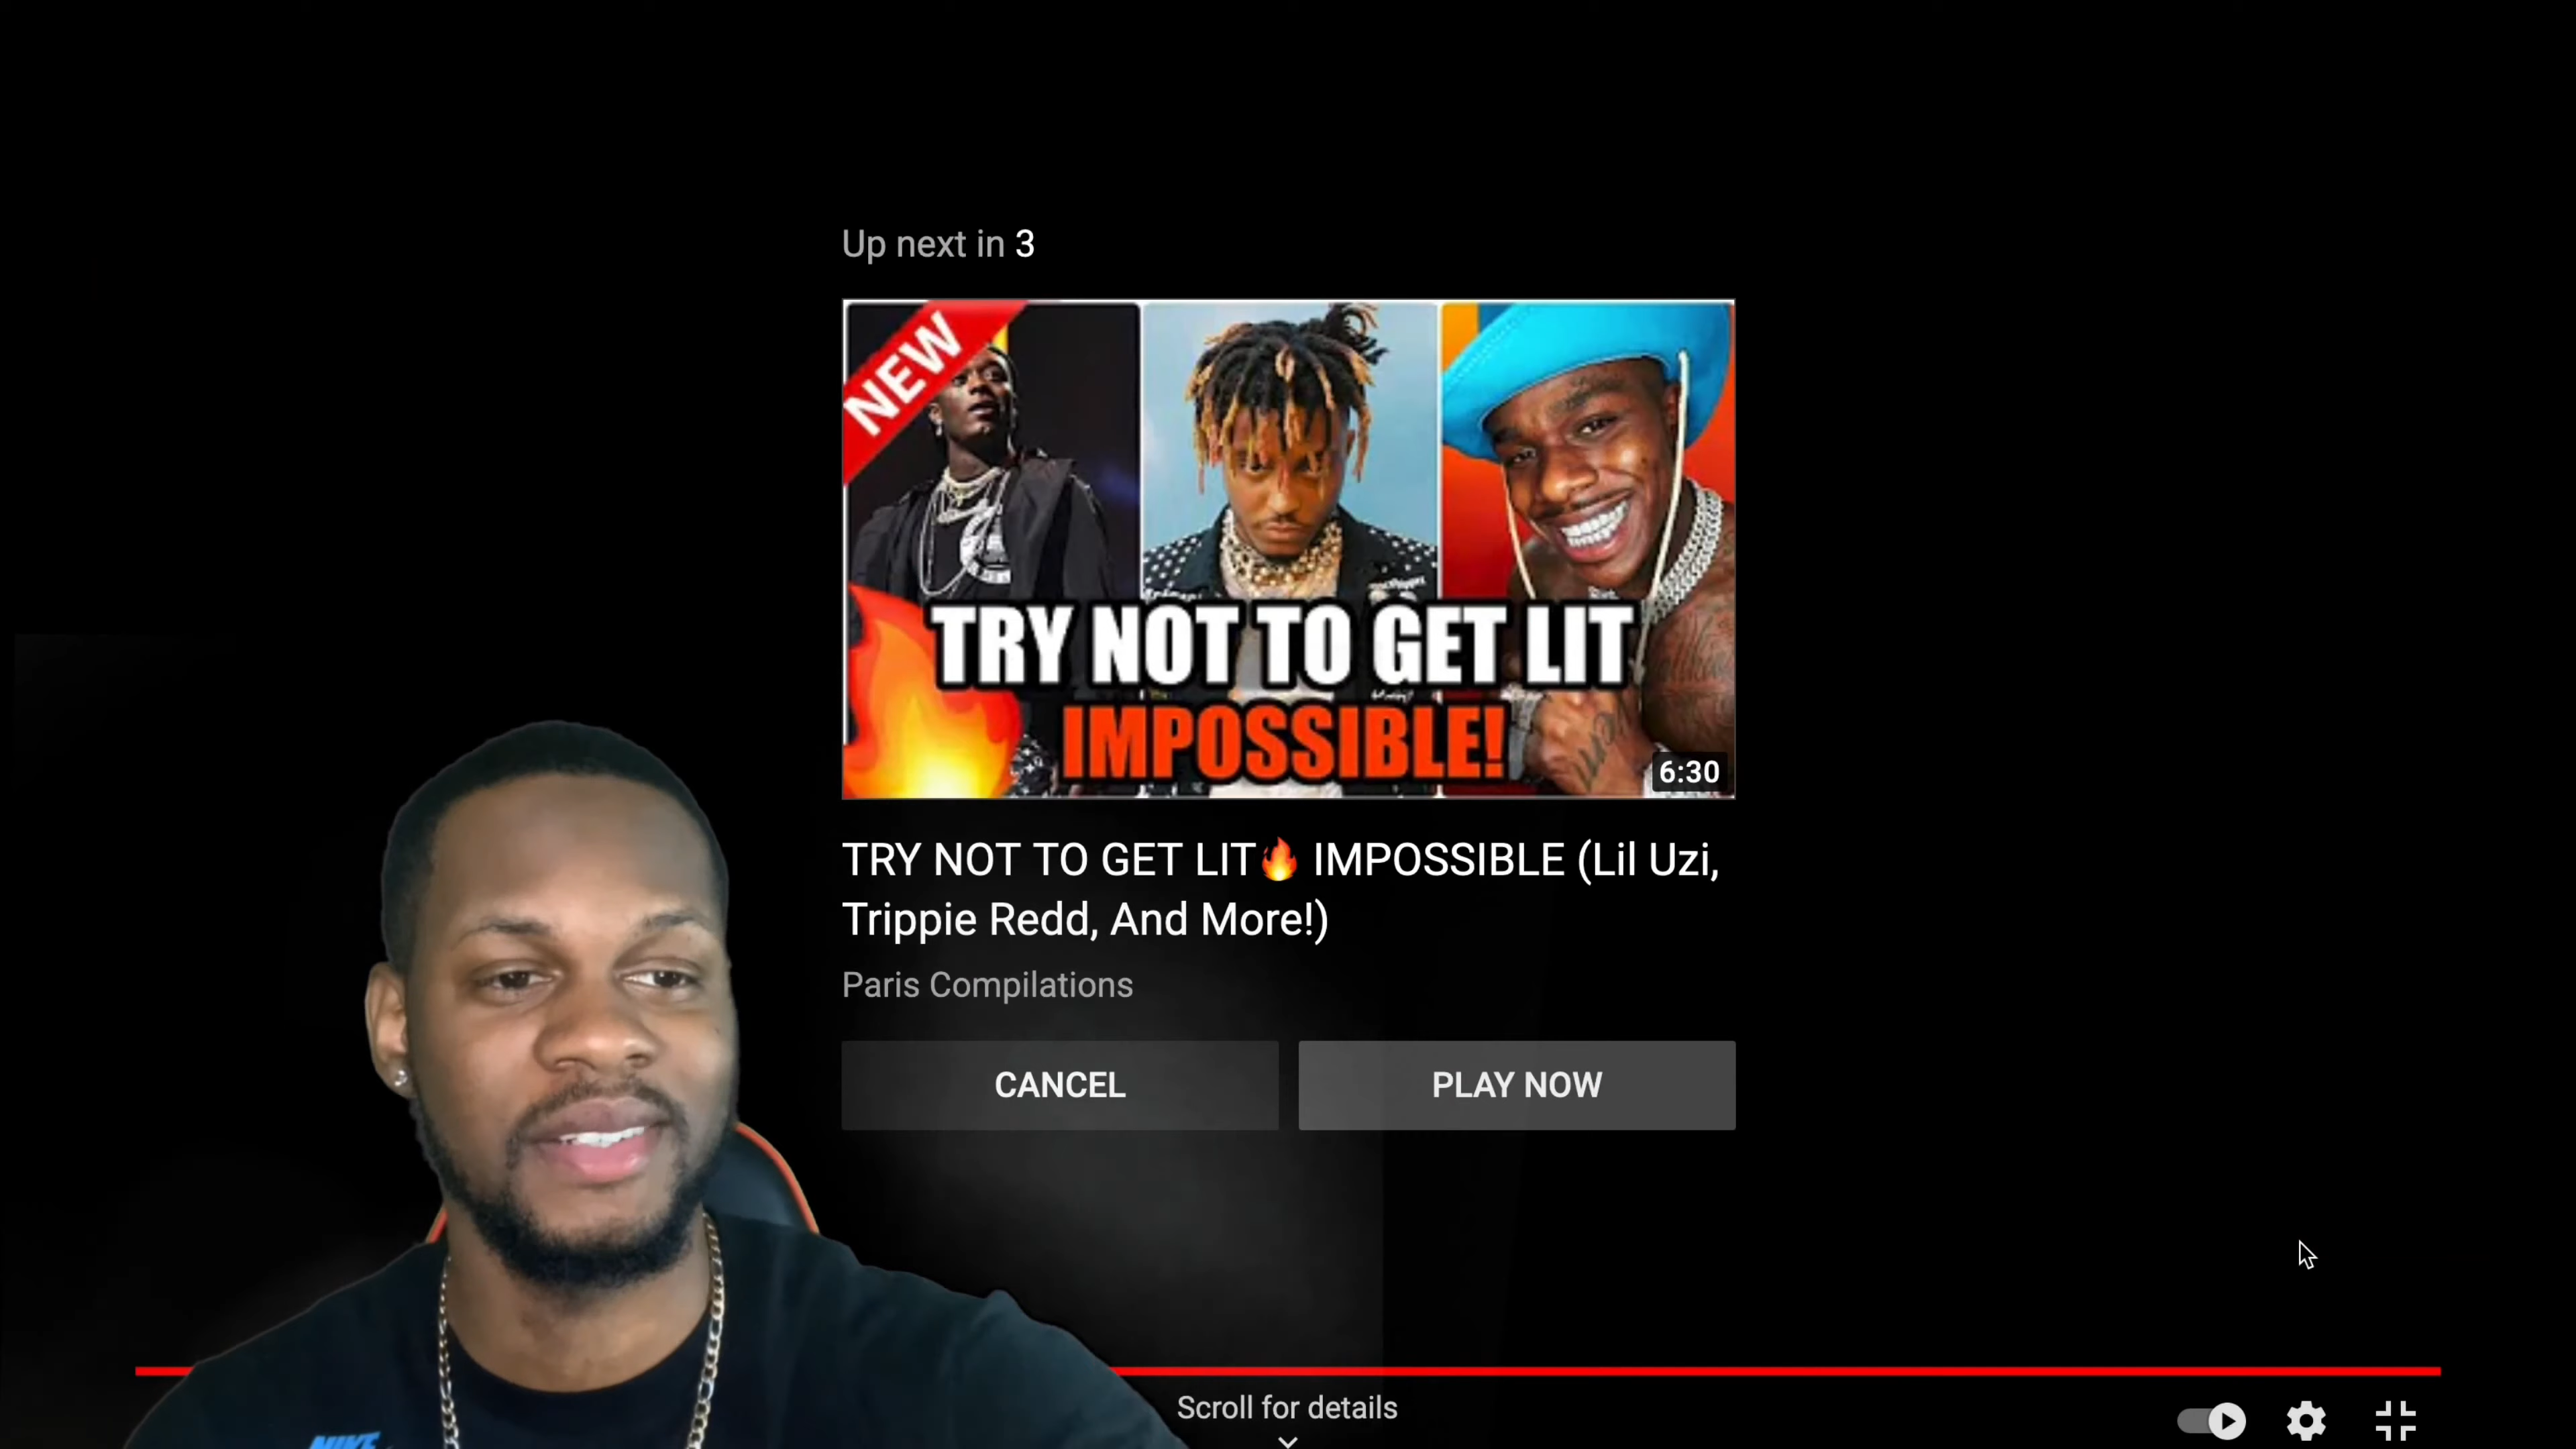 Up next in 3
NEW
TRY NOT TO GET LIT
IMPOSSIBLE!
6:30
TRY NOT TO GET LIT🔥 IMPOSSIBLE (Lil Uzi,
Trippie Redd, And More!)
Paris Compilations
CANCEL
PLAY NOW
Scroll for details
NIKE